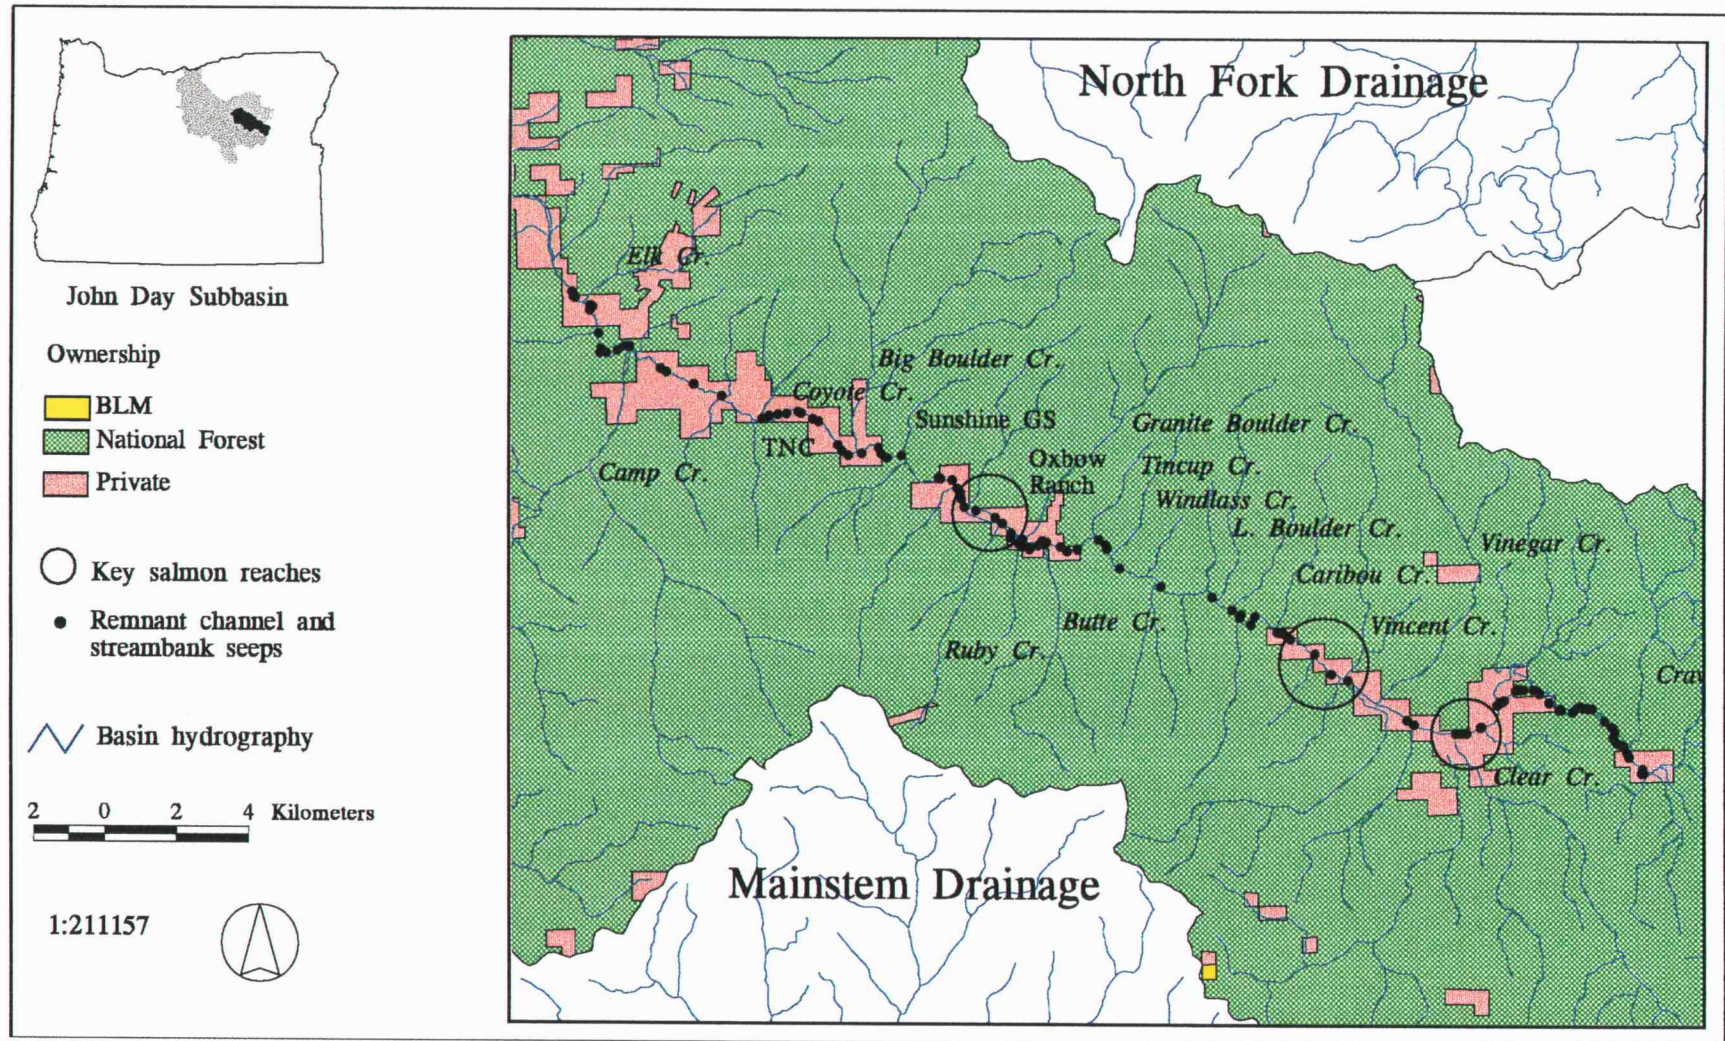 John Day Subbasin
Ownership
BLM
National Forest
Private
Key salmon reaches
Remnant channel and
streambank seeps
Basin hydrography
2 0 2 4 Kilometers
1:211157
North Fork Drainage
Elk Cr.
Big Boulder Cr.
Coyote Cr.
Sunshine GS
TNC
Camp Cr.
Oxbow
Ranch
Granite Boulder Cr.
Tincup Cr.
Windlass Cr.
L. Boulder Cr.
Vinegar Cr.
Caribou Cr.
Butte Cr.
Vincent Cr.
Ruby Cr.
Craw
Clear Cr.
Mainstem Drainage